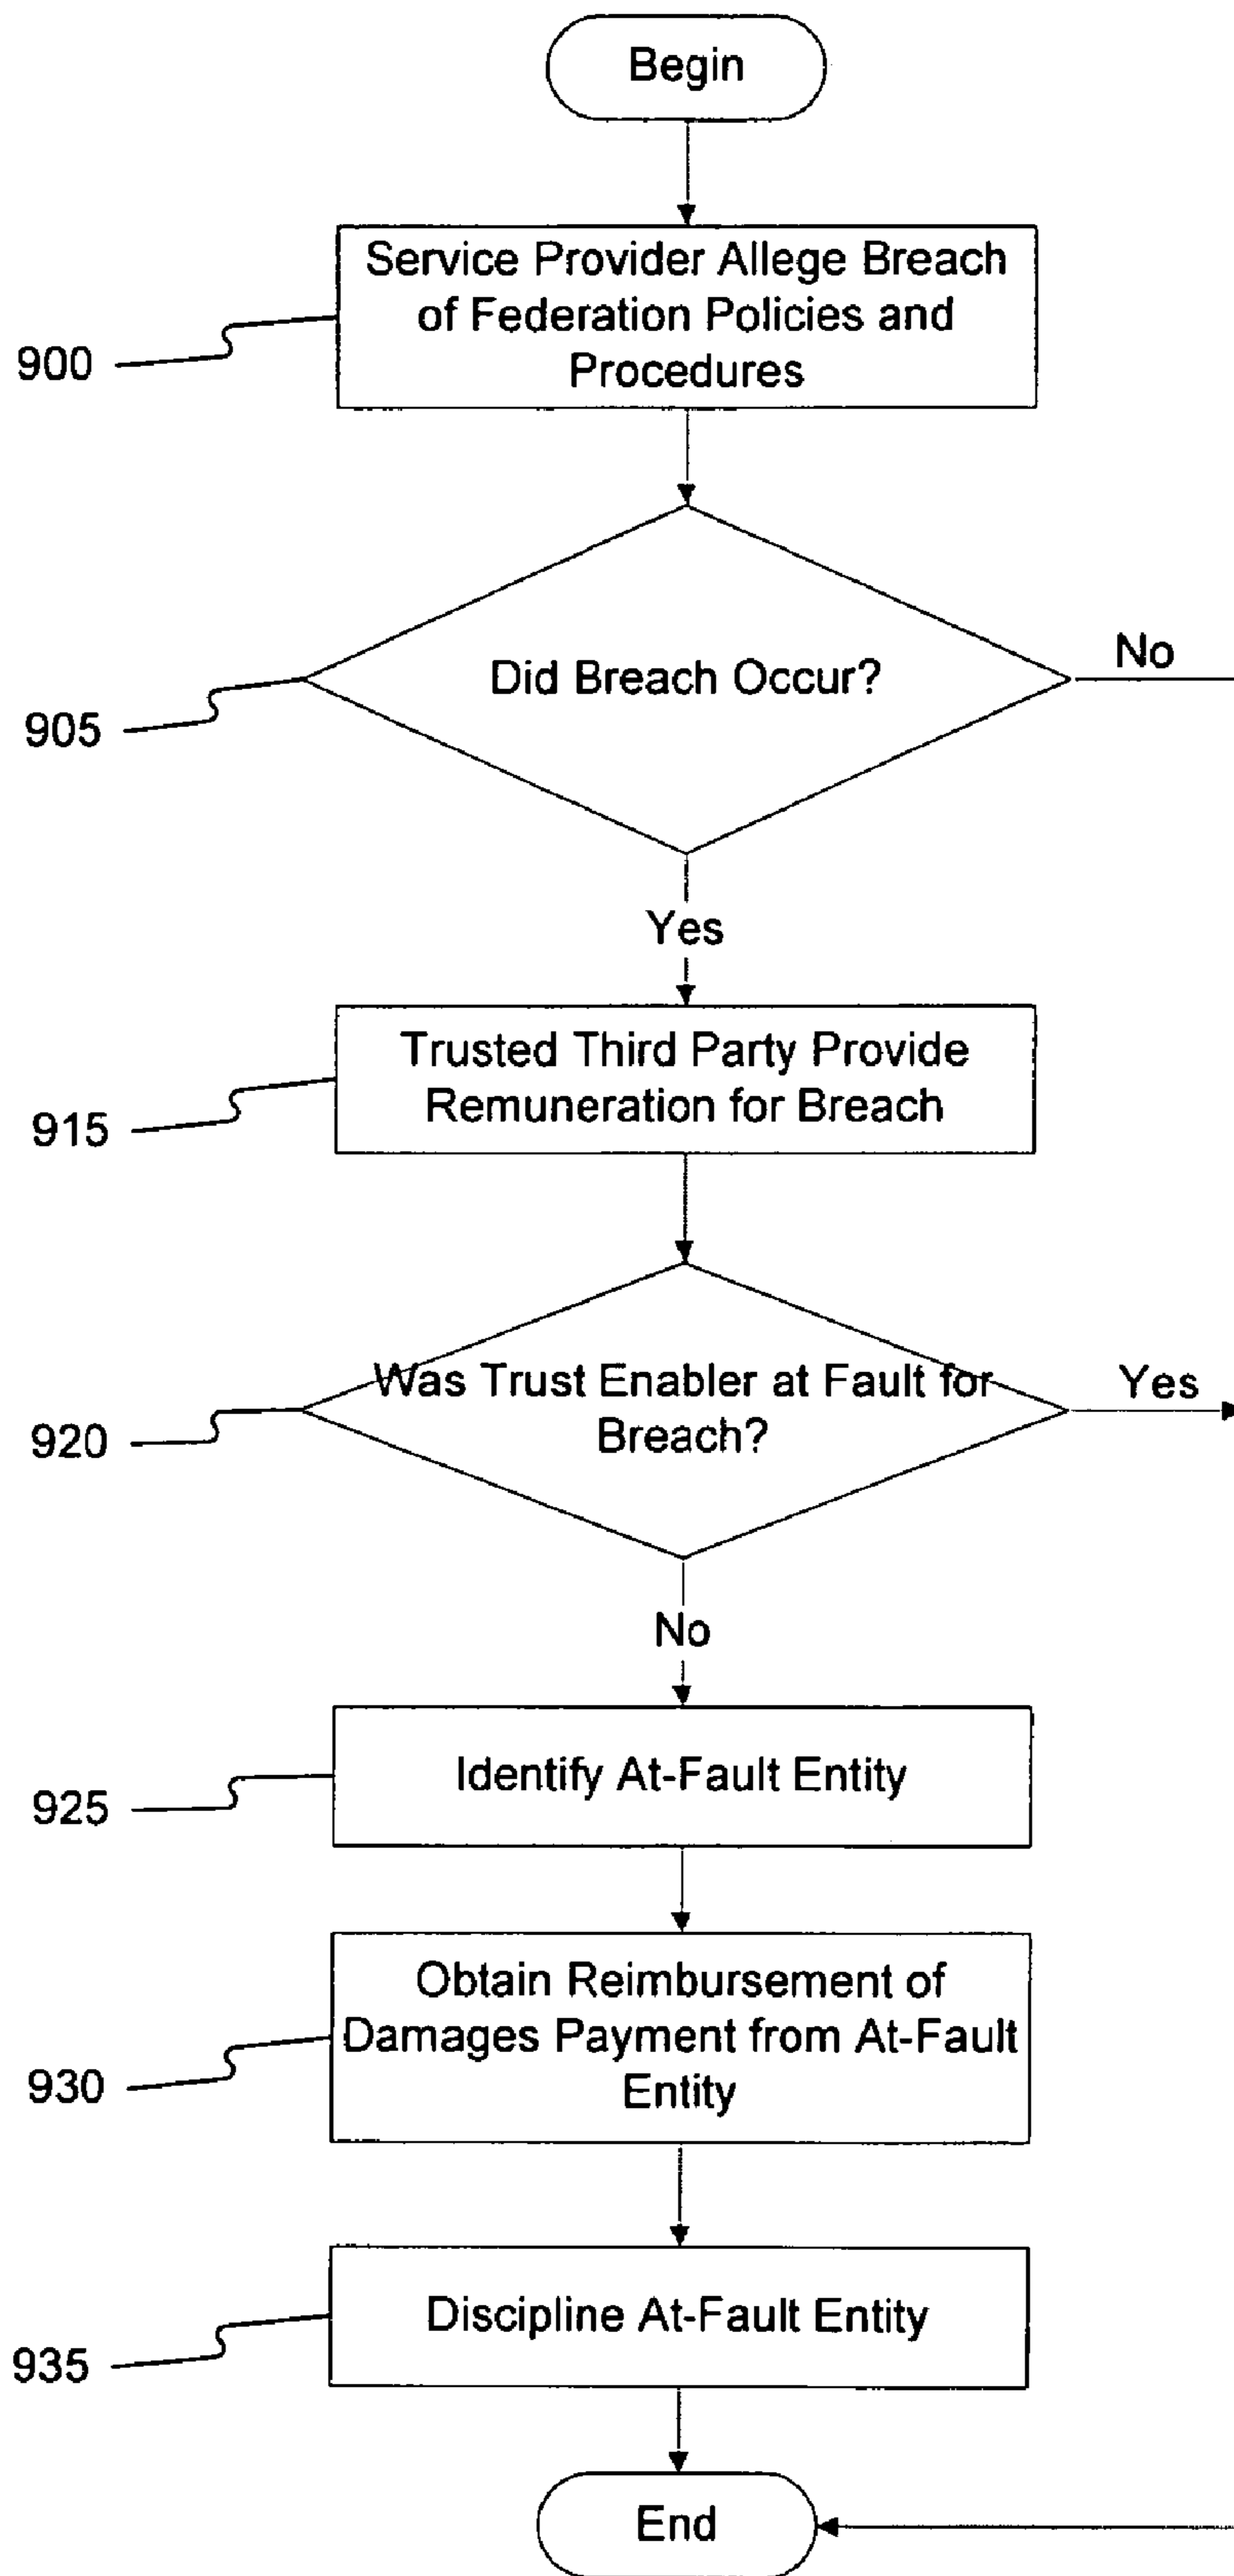 Begin
Service Provider Allege Breach
of Federation Policies and
Procedures
900
Did Breach Occur?
No
905
Yes
Trusted Third Party Provide
Remuneration for Breach
915
Was Trust Enabler at Fault for
Breach?
Yes
920
No
Identify At-Fault Entity
925
Obtain Reimbursement of
Damages Payment from At-Fault
Entity
930
Discipline At-Fault Entity
935
End